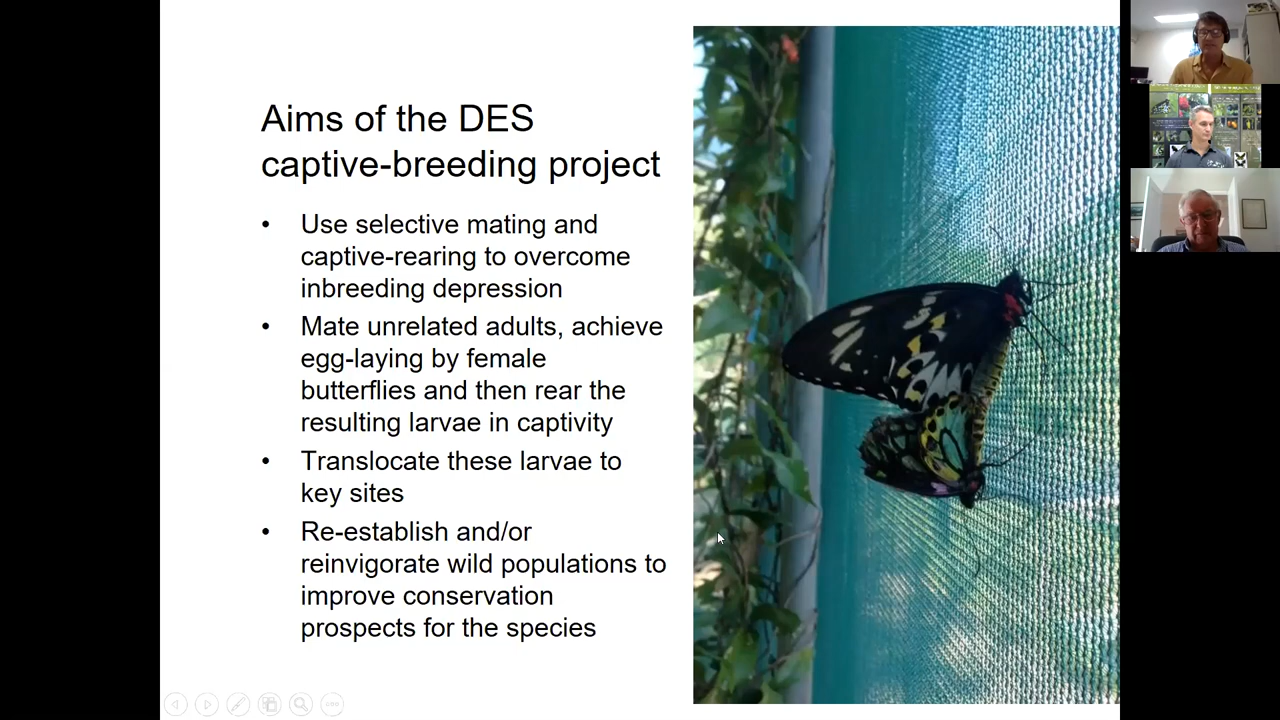 Aims of the DES
captive-breeding project
• Use selective mating and
captive-rearing to overcome
inbreeding depression
• Mate unrelated adults, achieve
egg-laying by female
butterflies and then rear the
resulting larvae in captivity
• Translocate these larvae to
key sites
• Re-establish and/or
reinvigorate wild populations to
improve conservation
prospects for the species